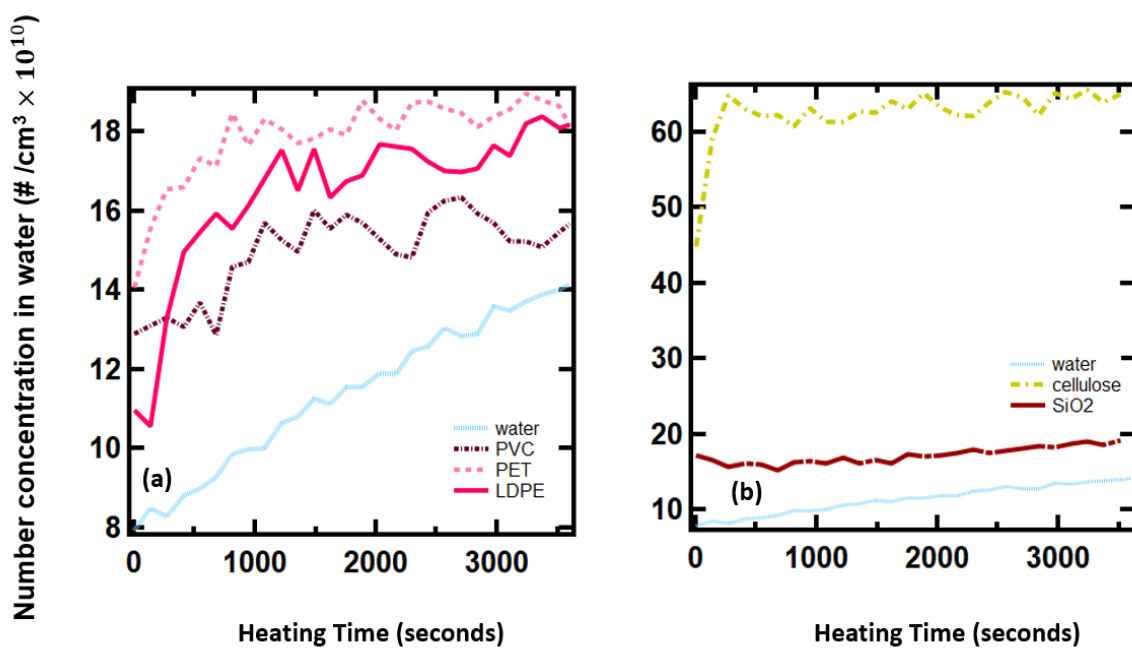 Number concentration in water (# /cm³ × 10¹⁰)
18
16
14
12
10
8
0
1000
2000
3000
(a)
water
PVC
PET
LDPE
Heating Time (seconds)
60
50
40
30
20
10
0
1000
2000
3000
(b)
water
cellulose
SiO2
Heating Time (seconds)